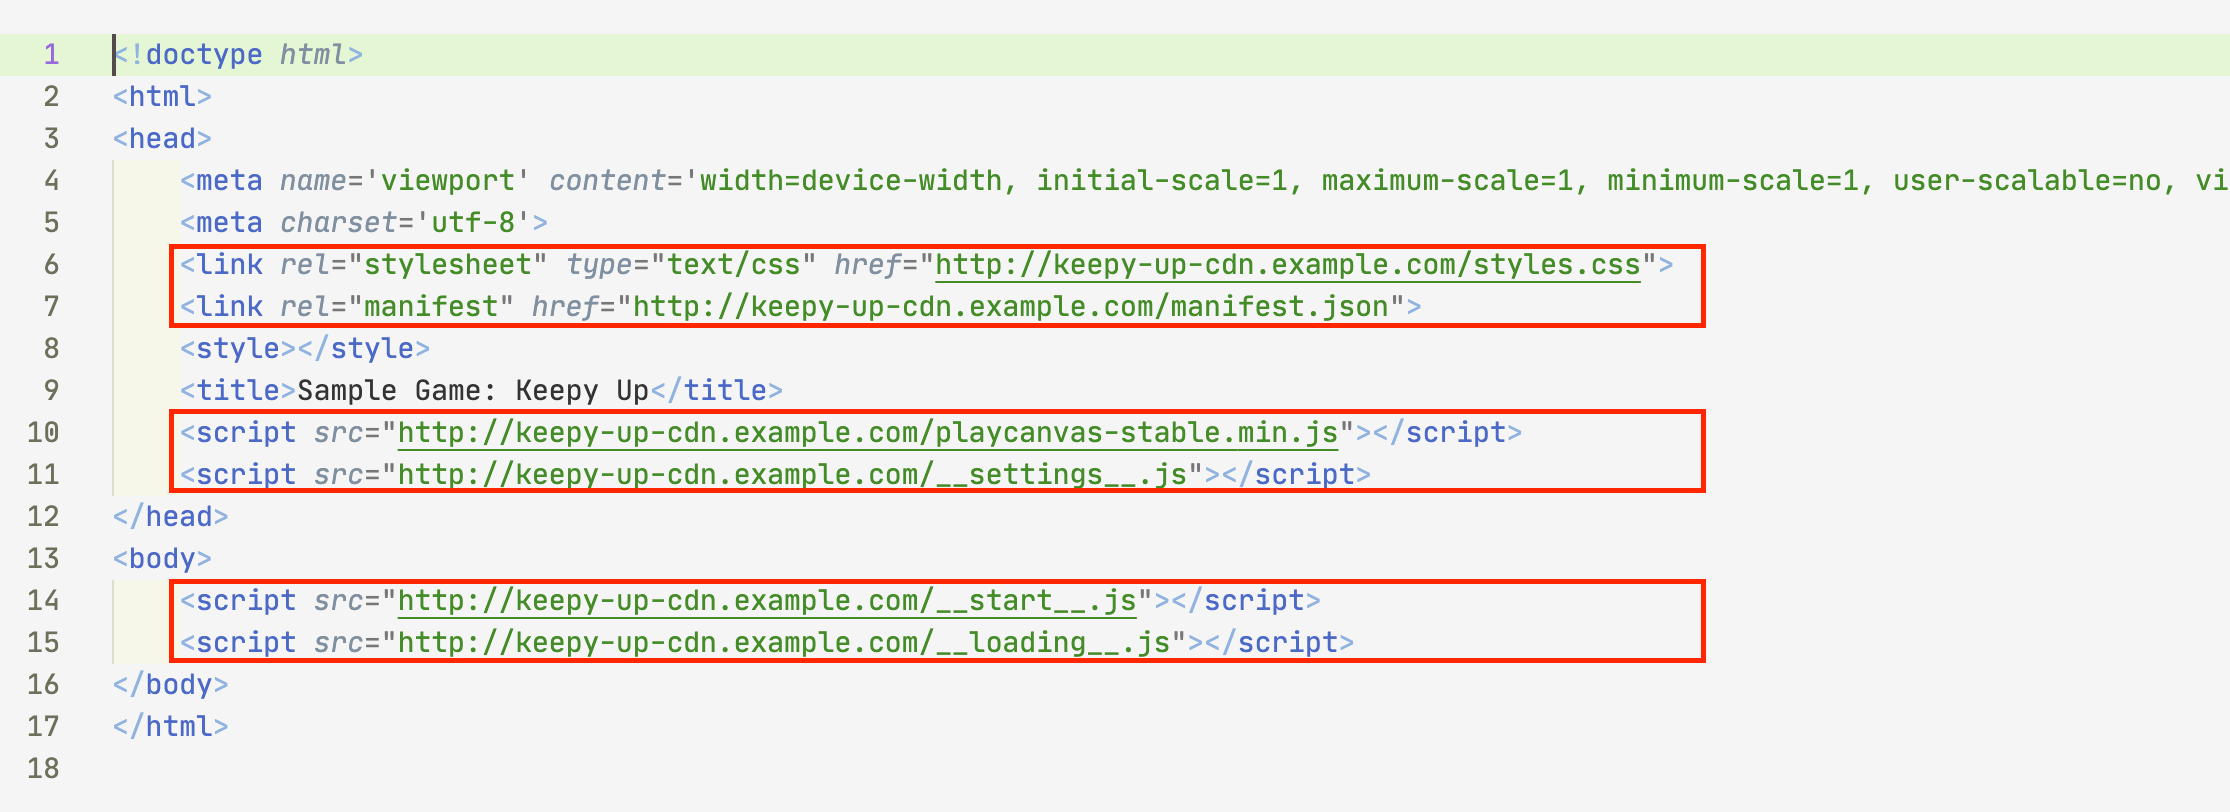 1 <!doctype html>
2 <html>
3 <head>
4 <meta name='viewport' content='width=device-width, initial-scale=1, maximum-scale=1, minimum-scale=1, user-scalable=no, vi
5 <meta charset='utf-8'>
6 <link rel="stylesheet" type="text/css" href="http://keepy-up-cdn.example.com/styles.css">
7 <link rel="manifest" href="http://keepy-up-cdn.example.com/manifest.json">
8 <style></style>
9 <title>Sample Game: Keepy Up</title>
10 <script src="http://keepy-up-cdn.example.com/playcanvas-stable.min.js"></script>
11 <script src="http://keepy-up-cdn.example.com/__settings__.js"></script>
12 </head>
13 <body>
14 <script src="http://keepy-up-cdn.example.com/__start__.js"></script>
15 <script src="http://keepy-up-cdn.example.com/__loading__.js"></script>
16 </body>
17 </html>
18